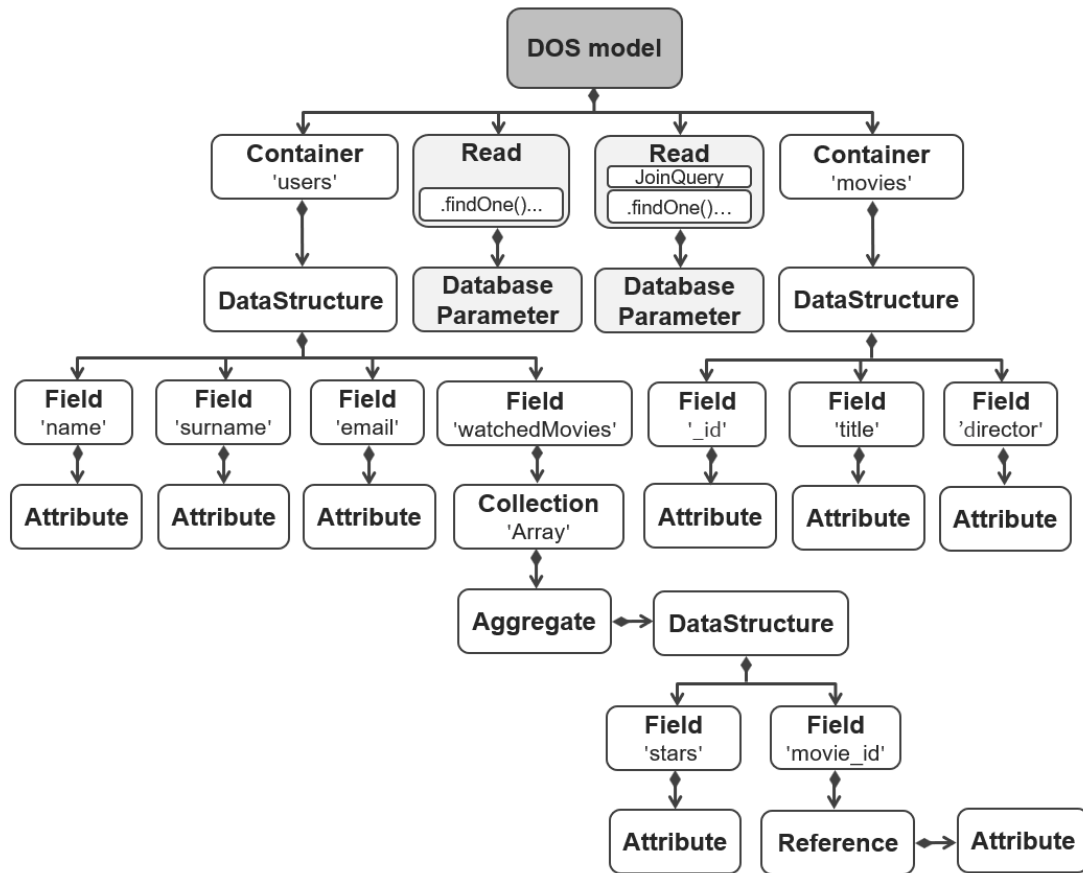 DOS model
Container
'users'
Read
.findOne()...
Read
JoinQuery
.findOne()…
Container
'movies'
DataStructure
Database
Parameter
Database
Parameter
DataStructure
Field
'name'
Field
'surname'
Field
'email'
Field
'watchedMovies'
Field
'_id'
Field
'title'
Field
’director'
Attribute
Attribute
Attribute
Collection
'Array'
Attribute
Attribute
Attribute
Aggregate
DataStructure
Field
'stars'
Field
'movie_id'
Attribute
Reference
Attribute